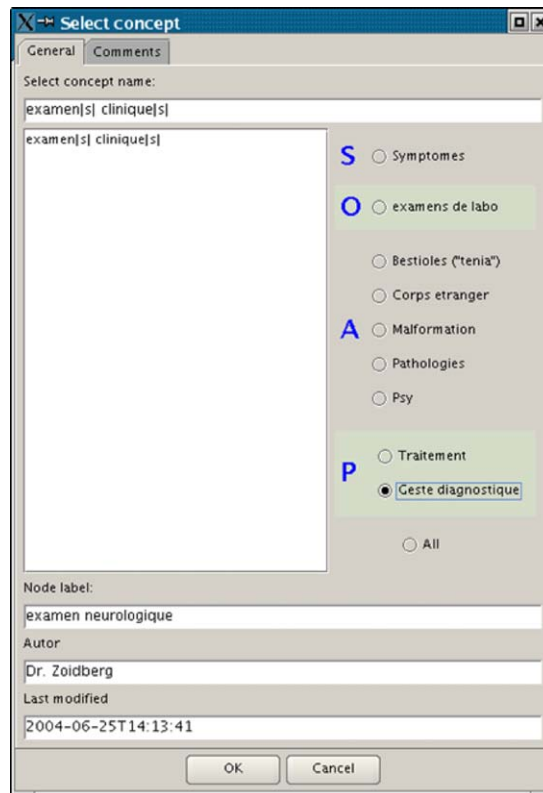 Select concept
General Comments
Select concept name:
examen|s| clinique|s|
examen|s| clinique|s|
S Symptomes
O examens de labo
Bestioles ("tenia")
Corps etranger
A Malformation
Pathologies
Psy
P Traitement
Geste diagnostique
All
Node label:
examen neurologique
Autor
Dr. Zoidberg
Last modified
2004-06-25T14:13:41
OK Cancel